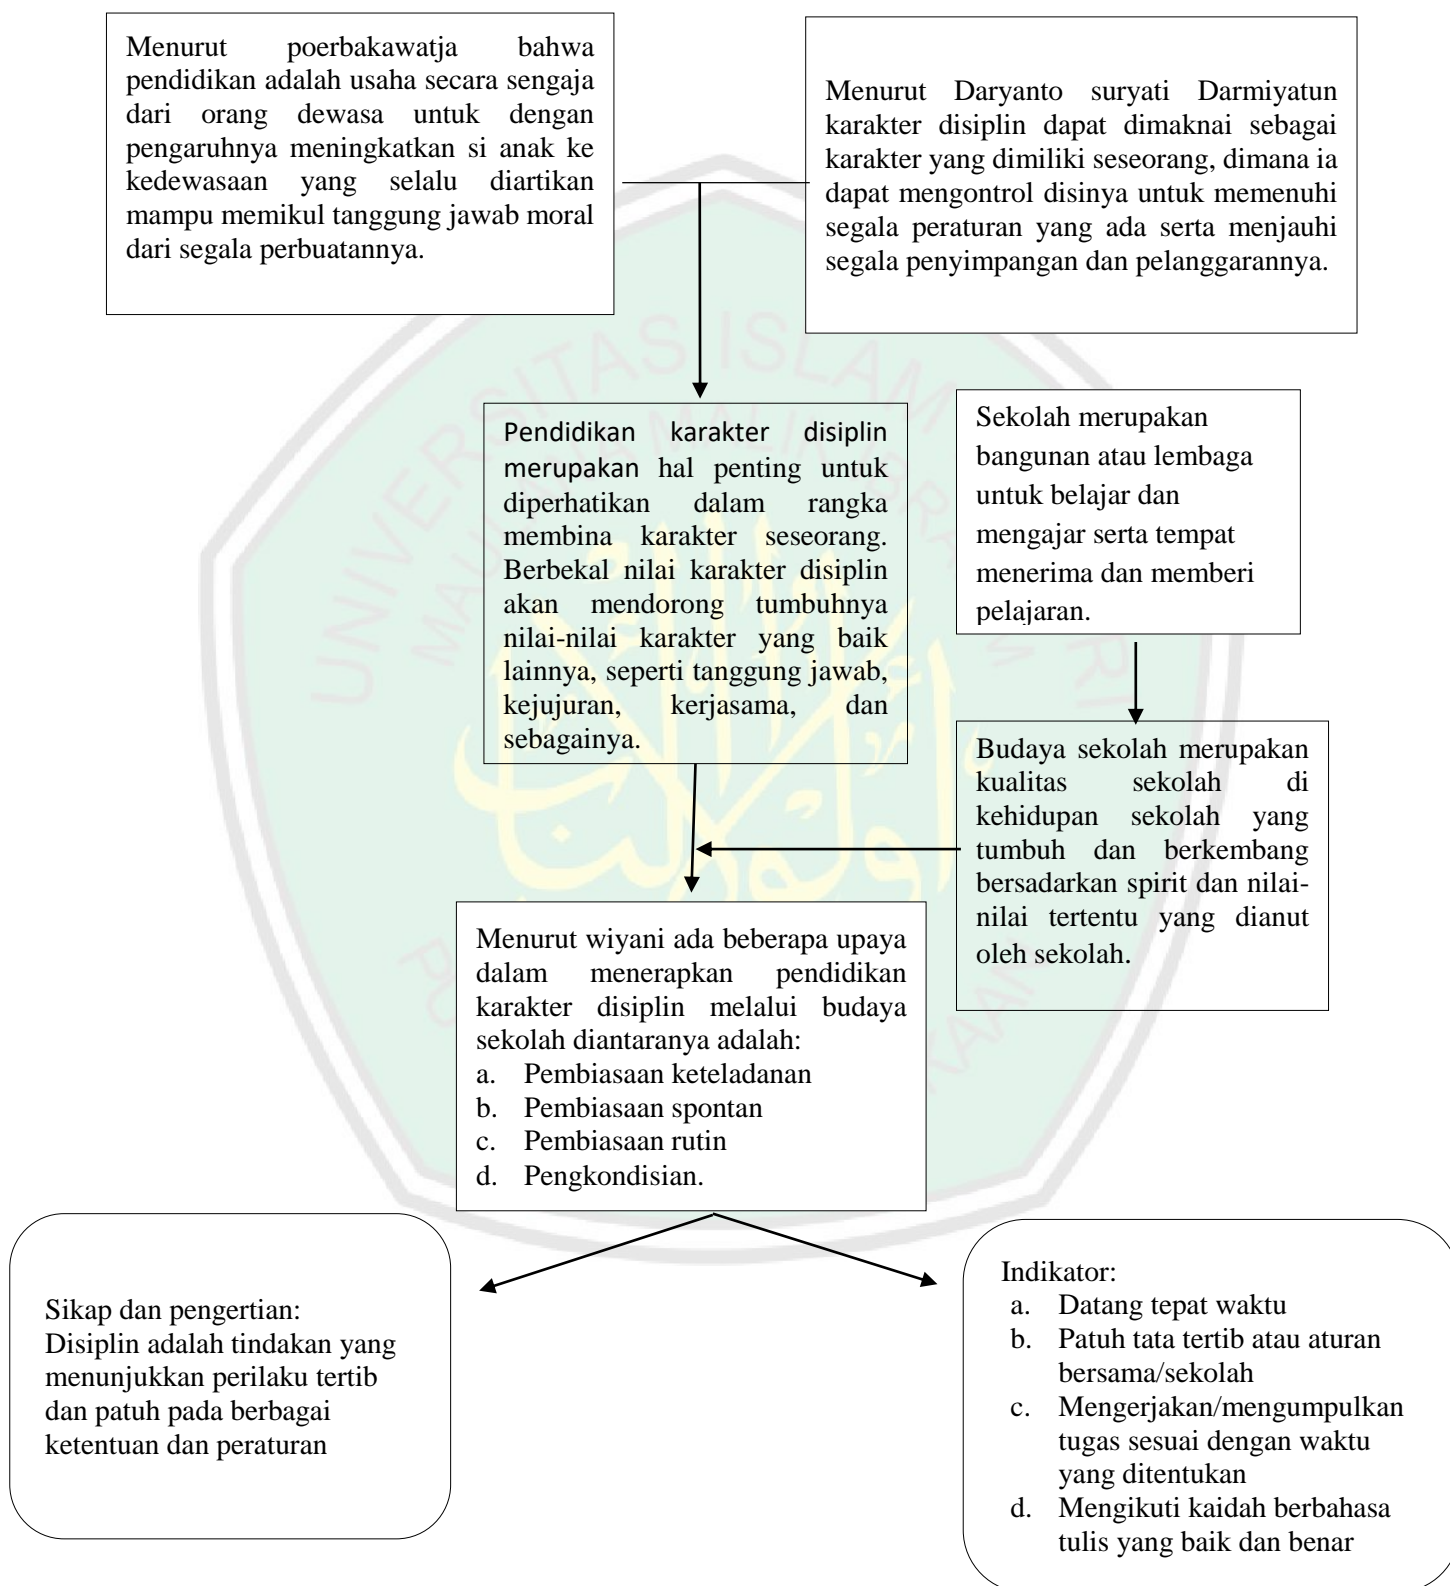 Menurut poerbakawatja bahwa
pendidikan adalah usaha secara sengaja
dari orang dewasa untuk dengan
pengaruhnya meningkatkan si anak ke
kedewasaan yang selalu diartikan
mampu memikul tanggung jawab moral
dari segala perbuatannya.
Menurut Daryanto suryati Darmiyatun
karakter disiplin dapat dimaknai sebagai
karakter yang dimiliki seseorang, dimana ia
dapat mengontrol disinya untuk memenuhi
segala peraturan yang ada serta menjauhi
segala penyimpangan dan pelanggarannya.
Pendidikan karakter disiplin
merupakan hal penting untuk
diperhatikan dalam rangka
membina karakter seseorang.
Berbekal nilai karakter disiplin
akan mendorong tumbuhnya
nilai-nilai karakter yang baik
lainnya, seperti tanggung jawab,
kejujuran, kerjasama, dan
sebagainya.
Sekolah merupakan
bangunan atau lembaga
untuk belajar dan
mengajar serta tempat
menerima dan memberi
pelajaran.
Budaya sekolah merupakan
kualitas sekolah di
kehidupan sekolah yang
tumbuh dan berkembang
bersadarkan spirit dan nilai-
nilai tertentu yang dianut
oleh sekolah.
Menurut wiyani ada beberapa upaya
dalam menerapkan pendidikan
karakter disiplin melalui budaya
sekolah diantaranya adalah:
a. Pembiasaan keteladanan
b. Pembiasaan spontan
c. Pembiasaan rutin
d. Pengkondisian.
Sikap dan pengertian:
Disiplin adalah tindakan yang
menunjukkan perilaku tertib
dan patuh pada berbagai
ketentuan dan peraturan
Indikator:
a. Datang tepat waktu
b. Patuh tata tertib atau aturan
bersama/sekolah
c. Mengerjakan/mengumpulkan
tugas sesuai dengan waktu
yang ditentukan
d. Mengikuti kaidah berbahasa
tulis yang baik dan benar